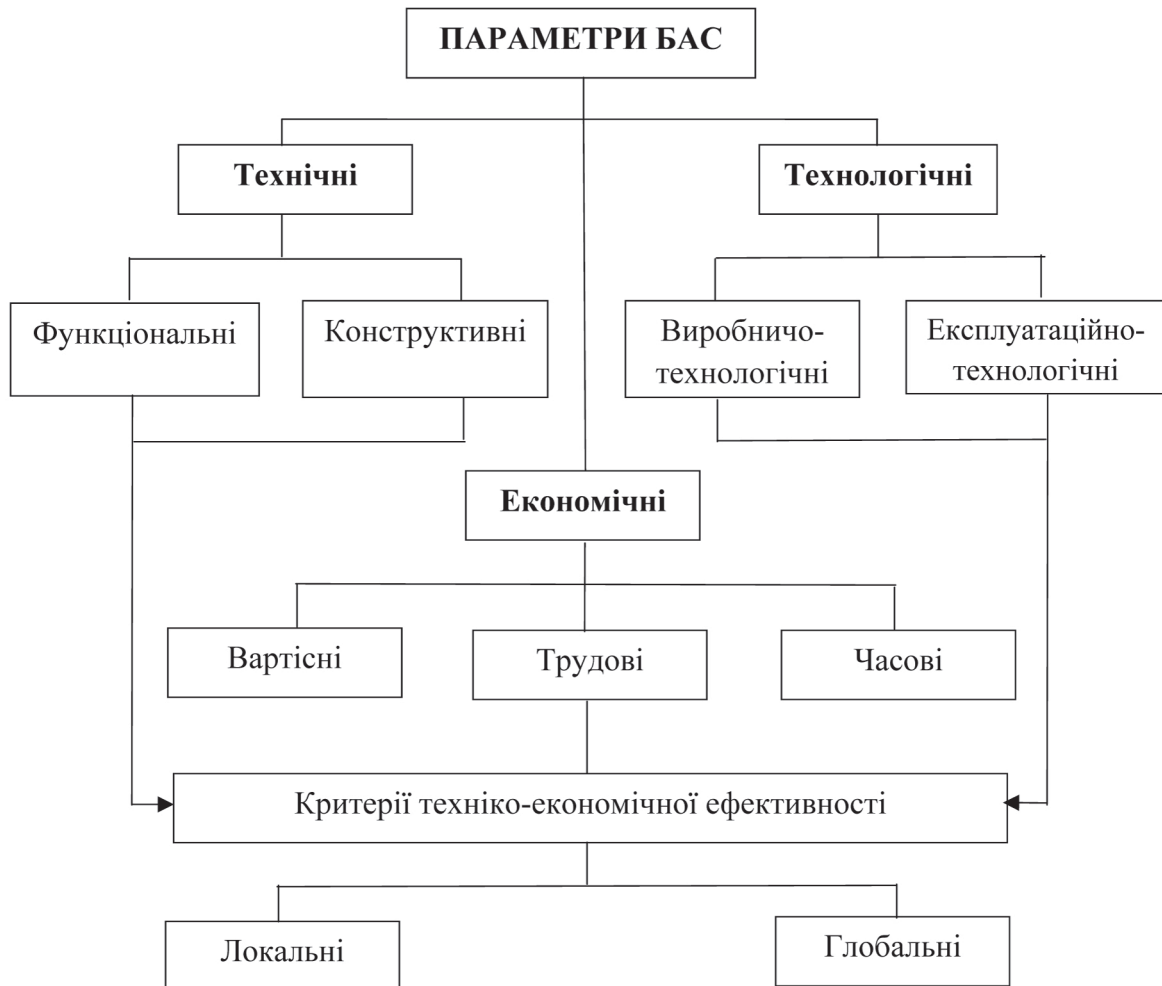 ПАРАМЕТРИ БАС
Технічні
Технологічні
Функціональні
Конструктивні
Виробничо-
технологічні
Експлуатаційно-
технологічні
Економічні
Вартісні
Трудові
Часові
Критерії техніко-економічної ефективності
Локальні
Глобальні